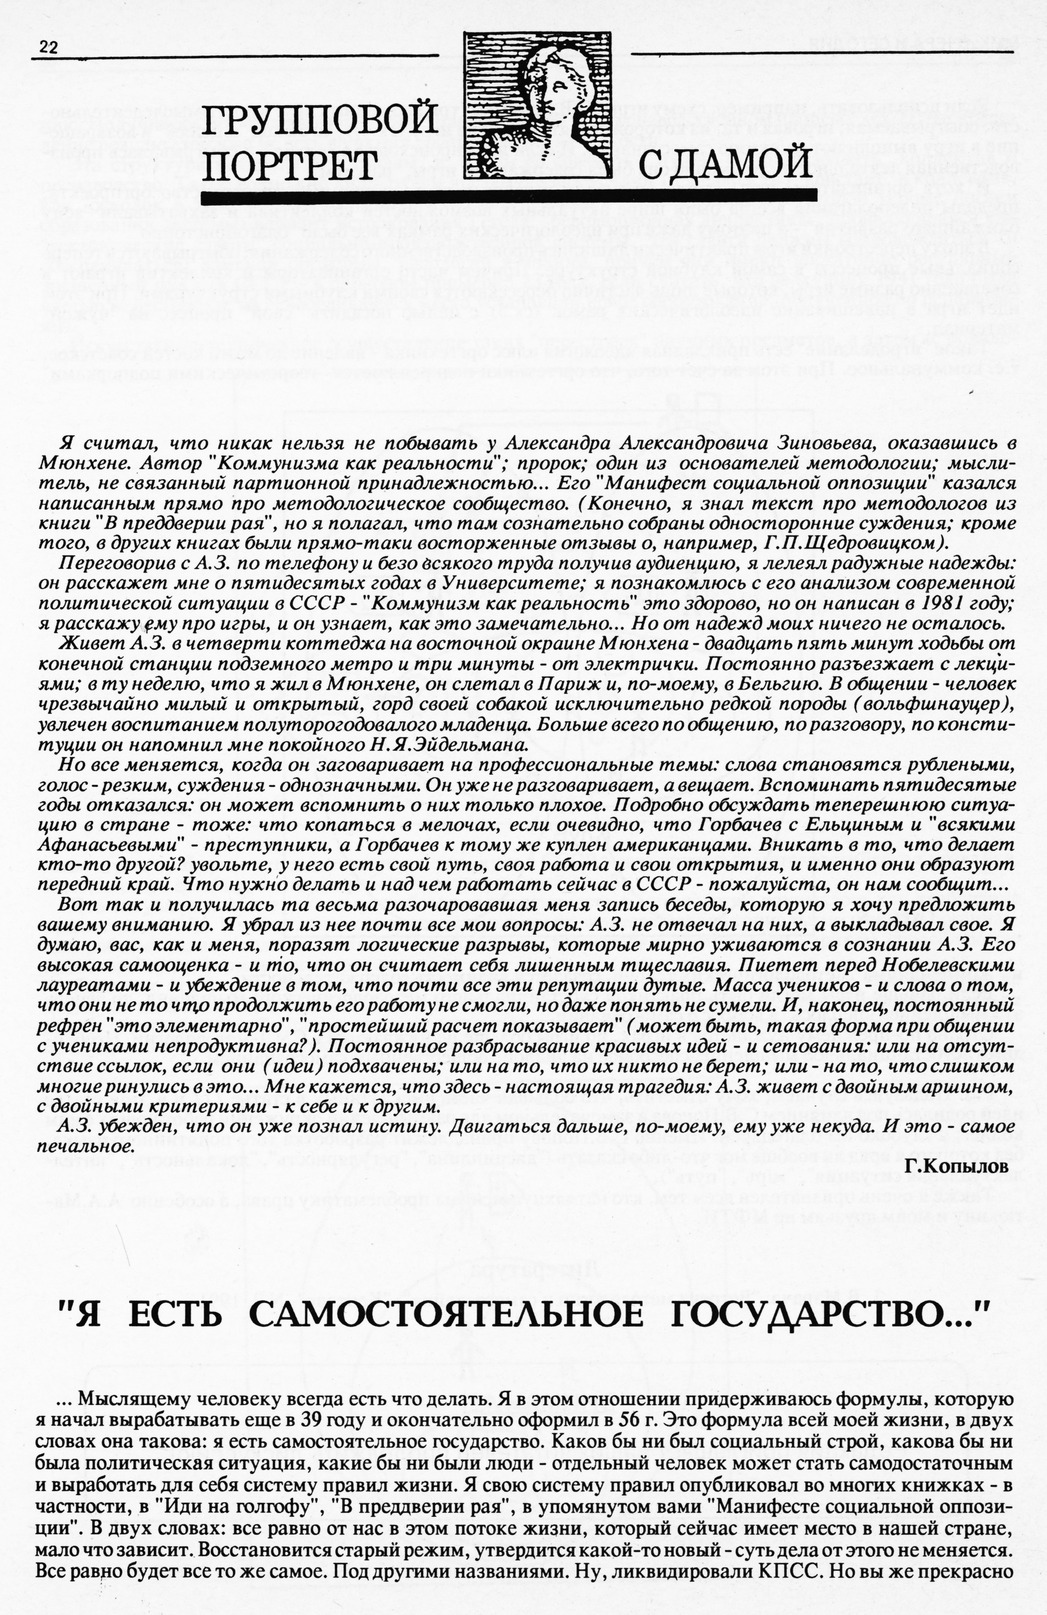 22
ГРУППОВОЙ
ПОРТРЕТ С ДАМОЙ
Я считал, что никак нельзя не побывать у Александра Александровича Зиновьева, оказавшись в
Мюнхене. Автор "Коммунизма как реальности"; пророк; один из основателей методологии; мысли-
тель, не связанный партионной принадлежностью... Его "Манифест социальной оппозиции" казался
написанным прямо про методологическое сообщество. (Конечно, я знал текст про методологов из
книги "В преддверии рая", но я полагал, что там сознательно собраны односторонние суждения; кроме
того, в других книгах были прямо-таки восторженные отзывы о, например, Г.П.Щедровицком).
Переговорив с А.З. по телефону и безо всякого труда получив аудиенцию, я лелеял радужные надежды:
он расскажет мне о пятидесятых годах в Университете; я познакомлюсь с его анализом современной
политической ситуации в СССР - "Коммунизм как реальность" это здорово, но он написан в 1981 году;
я расскажу ему про игры, и он узнает, как это замечательно... Но от надежд моих ничего не осталось.
Живет А.З. в четверти коттеджа на восточной окраине Мюнхена - двадцать пять минут ходьбы от
конечной станции подземного метро и три минуты - от электрички. Постоянно разъезжает с лекци-
ями; в ту неделю, что я жил в Мюнхене, он слетал в Париж и, по-моему, в Бельгию. В общении - человек
чрезвычайно милый и открытый, горд своей собакой исключительно редкой породы (вольфшнауцер),
увлечен воспитанием полуторогодовалого младенца. Больше всего по общению, по разговору, по консти-
туции он напомнил мне покойного Н.Я.Эйдельмана.
Но все меняется, когда он заговаривает на профессиональные темы: слова становятся рублеными,
голос - резким, суждения - однозначными. Он уже не разговаривает, а вещает. Вспоминать пятидесятые
годы отказался: он может вспомнить о них только плохое. Подробно обсуждать теперешнюю ситуа-
цию в стране - тоже: что копаться в мелочах, если очевидно, что Горбачев с Ельциным и "всякими
Афанасьевыми" - преступники, а Горбачев к тому же куплен американцами. Вникать в то, что делает
кто-то другой? увольте, у него есть свой путь, своя работа и свои открытия, и именно они образуют
передний край. Что нужно делать и над чем работать сейчас в СССР - пожалуйста, он нам сообщит...
Вот так и получилась та весьма разочаровавшая меня запись беседы, которую я хочу предложить
вашему вниманию. Я убрал из нее почти все мои вопросы: А.З. не отвечал на них, а выкладывал свое. Я
думаю, вас, как и меня, поразят логические разрывы, которые мирно уживаются в сознании А.З. Его
высокая самооценка - и то, что он считает себя лишенным тщеславия. Пиетет перед Нобелевскими
лауреатами - и убеждение в том, что почти все эти репутации дутые. Масса учеников - и слова о том,
что они не то что продолжить его работу не смогли, но даже понять не сумели. И, наконец, постоянный
рефрен "это элементарно", "простейший расчет показывает" (может быть, такая форма при общении
с учениками непродуктивна?). Постоянное разбрасывание красивых идей - и сетования: или на отсут-
ствие ссылок, если они (идеи) подхвачены; или на то, что их никто не берет; или - на то, что слишком
многие ринулись в это... Мне кажется, что здесь - настоящая трагедия: А.З. живет с двойным аршином,
с двойными критериями - к себе и к другим.
А.З. убежден, что он уже познал истину. Двигаться дальше, по-моему, ему уже некуда. И это - самое
печальное.
Г.Копылов
"Я ЕСТЬ САМОСТОЯТЕЛЬНОЕ ГОСУДАРСТВО..."
... Мыслящему человеку всегда есть что делать. Я в этом отношении придерживаюсь формулы, которую
я начал вырабатывать еще в 39 году и окончательно оформил в 56 г. Это формула всей моей жизни, в двух
словах она такова: я есть самостоятельное государство. Каков бы ни был социальный строй, какова бы ни
была политическая ситуация, какие бы ни были люди - отдельный человек может стать самодостаточным
и выработать для себя систему правил жизни. Я свою систему правил опубликовал во многих книжках - в
частности, в "Иди на голгофу", "В преддверии рая", в упомянутом вами "Манифесте социальной оппози-
ции". В двух словах: все равно от нас в этом потоке жизни, который сейчас имеет место в нашей стране,
мало что зависит. Восстановится старый режим, утвердится какой-то новый - суть дела от этого не меняется.
Все равно будет все то же самое. Под другими названиями. Ну, ликвидировали КПСС. Но вы же прекрасно